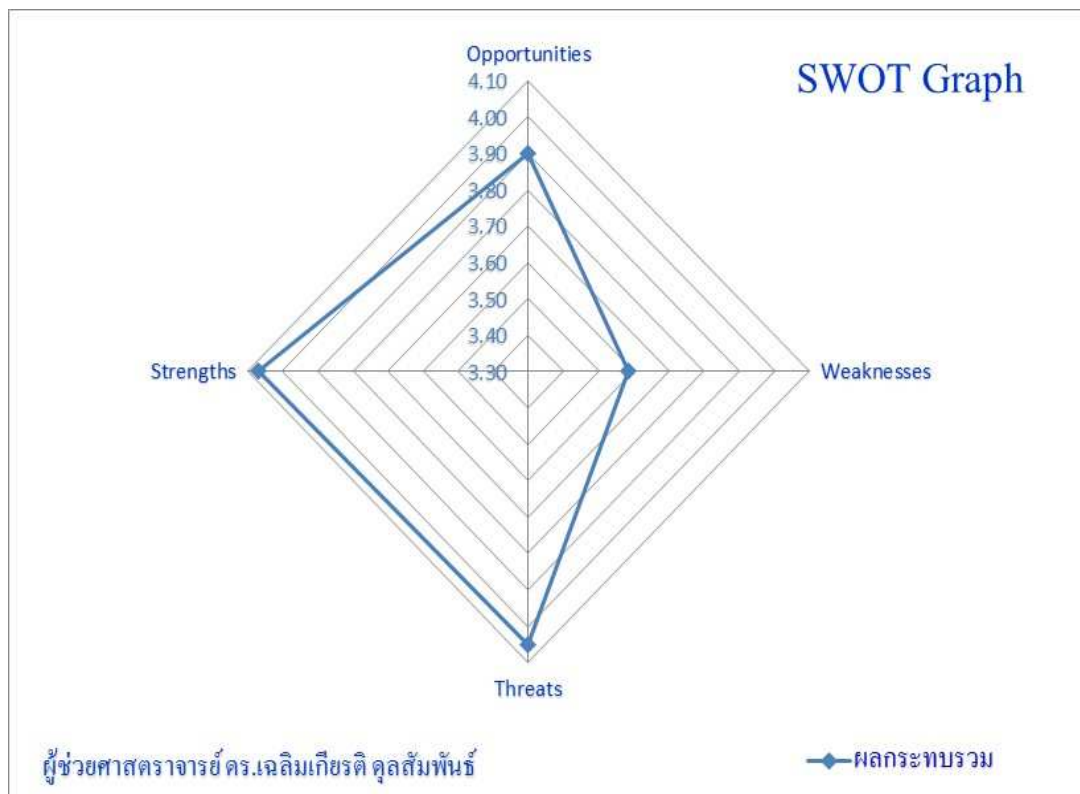 Opportunities
SWOT Graph
4.10
4.00
3.90
3.80
3.70
3.60
3.50
3.40
3.30
Strengths
Weaknesses
Threats
ผู้ช่วยศาสตราจารย์ ดร.เฉลิมเกียรติ ดุลสัมพันธ์
ผลกระทบรวม